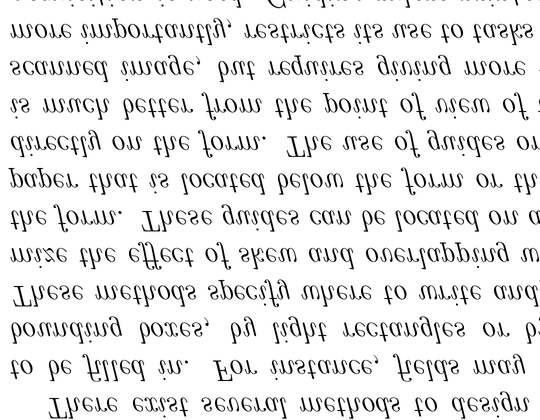 There exist several methods to design
to be filled in. For instance, fields may
bounding boxes, by light rectangles or by
These methods specify where to write and
mize the effect of skew and overlapping w
the form. These guides can be located on a
paper that is located below the form or th
directly on the form. The use of guides on
is much better from the point of view of
scanned image, but requires giving more
more importantly, restricts its use to tasks